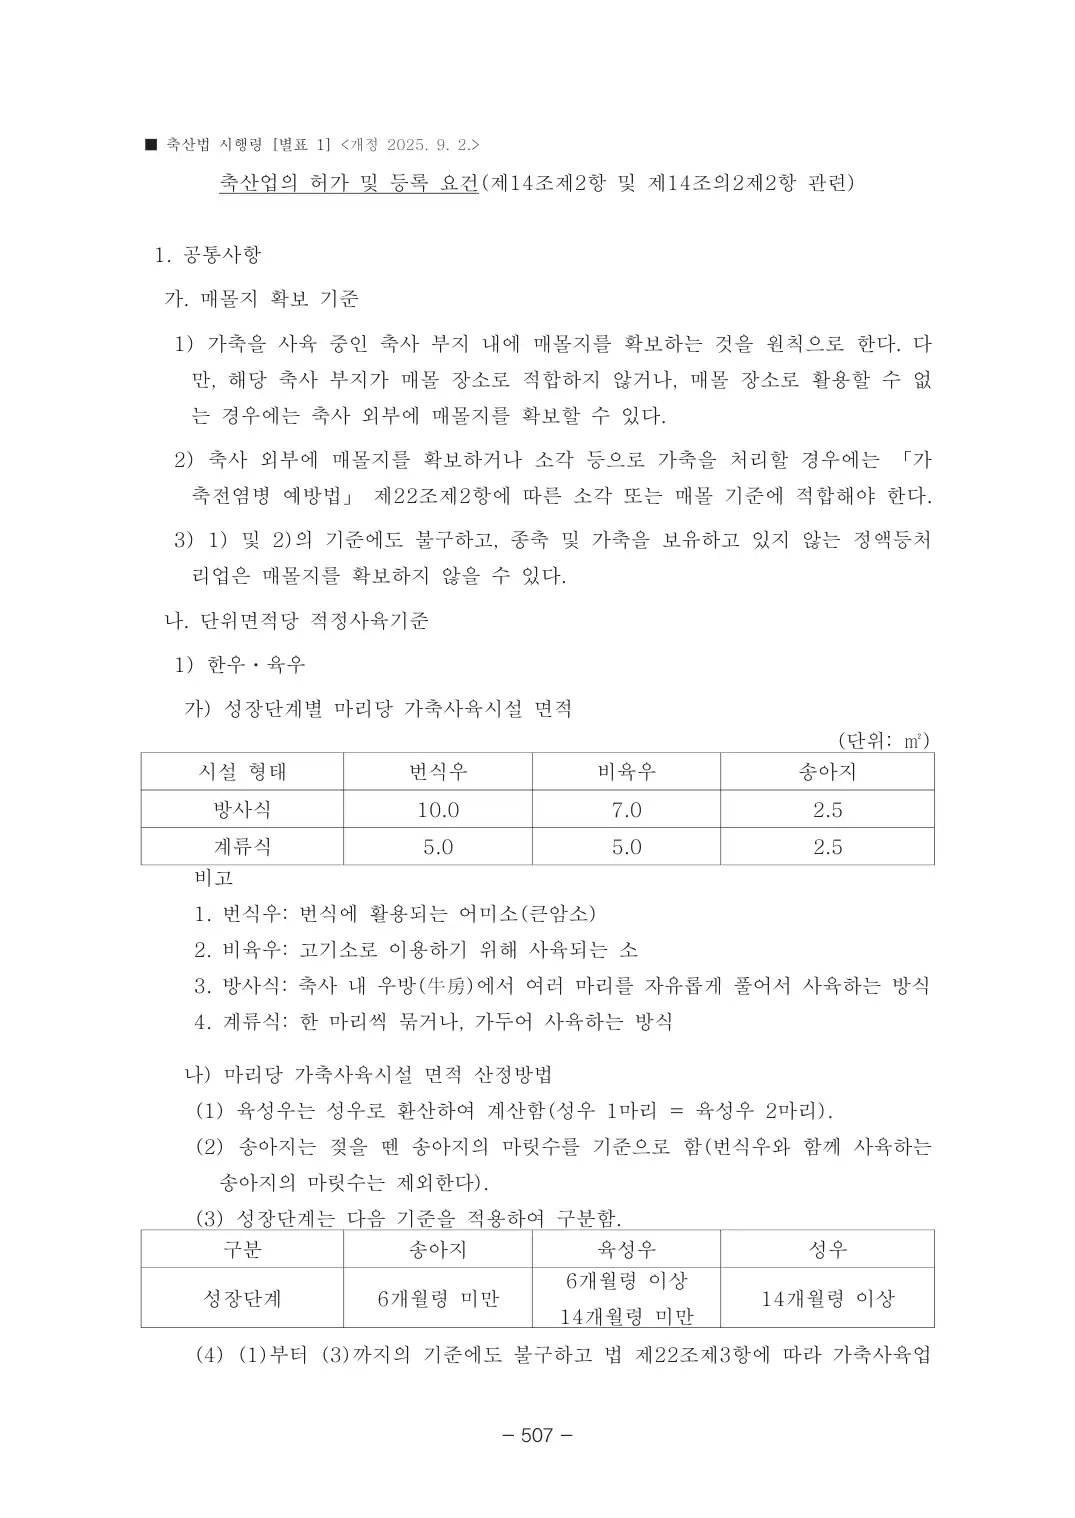 ■ 축산법 시행령 [별표 1] <개정 2025. 9. 2.>
축산업의 허가 및 등록 요건(제14조제2항 및 제14조의2제2항 관련)
1. 공통사항
가. 매몰지 확보 기준
1) 가축을 사육 중인 축사 부지 내에 매몰지를 확보하는 것을 원칙으로 한다. 다
만, 해당 축사 부지가 매몰 장소로 적합하지 않거나, 매몰 장소로 활용할 수 없
는 경우에는 축사 외부에 매몰지를 확보할 수 있다.
2) 축사 외부에 매몰지를 확보하거나 소각 등으로 가축을 처리할 경우에는 「가
축전염병 예방법」 제22조제2항에 따른 소각 또는 매몰 기준에 적합해야 한다.
3) 1) 및 2)의 기준에도 불구하고, 종축 및 가축을 보유하고 있지 않는 정액등처
리업은 매몰지를 확보하지 않을 수 있다.
나. 단위면적당 적정사육기준
1) 한우·육우
가) 성장단계별 마리당 가축사육시설 면적
(단위: ㎡)
시설 형태 번식우 비육우 송아지
방사식 10.0 7.0 2.5
계류식 5.0 5.0 2.5
비고
1. 번식우: 번식에 활용되는 어미소(큰암소)
2. 비육우: 고기소로 이용하기 위해 사육되는 소
3. 방사식: 축사 내 우방(牛房)에서 여러 마리를 자유롭게 풀어서 사육하는 방식
4. 계류식: 한 마리씩 묶거나, 가두어 사육하는 방식
나) 마리당 가축사육시설 면적 산정방법
(1) 육성우는 성우로 환산하여 계산함(성우 1마리 = 육성우 2마리).
(2) 송아지는 젖을 뗀 송아지의 마릿수를 기준으로 함(번식우와 함께 사육하는
송아지의 마릿수는 제외한다).
(3) 성장단계는 다음 기준을 적용하여 구분함.
구분 송아지 육성우 성우
성장단계 6개월령 미만 6개월령 이상 14개월령 미만 14개월령 이상
(4) (1)부터 (3)까지의 기준에도 불구하고 법 제22조제3항에 따라 가축사육업
- 507 -